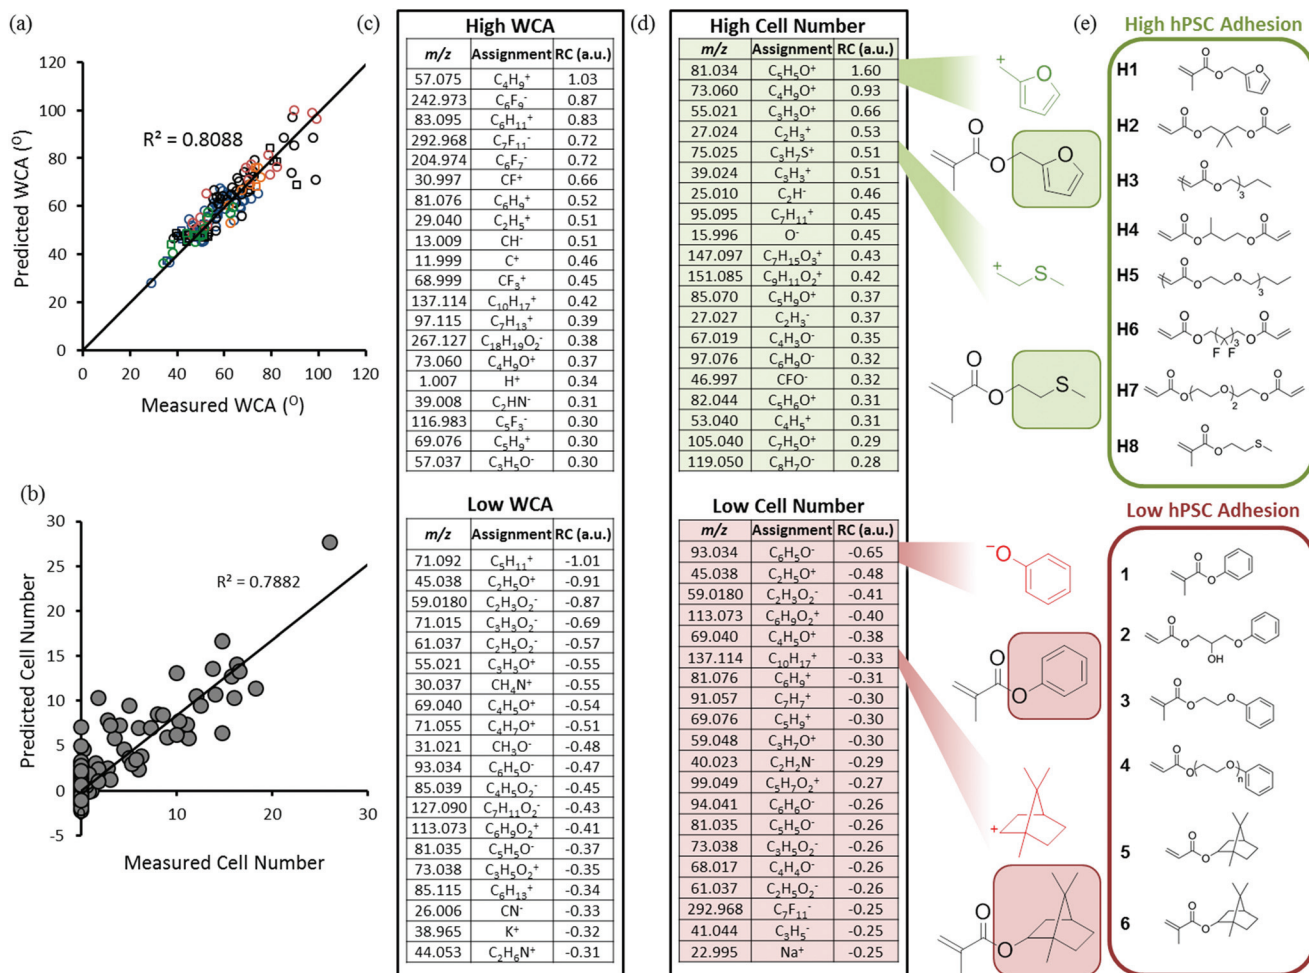 (a)
Predicted WCA (°)
120
100
80
60
40
20
0
R² = 0.8088
0 20 40 60 80 100 120
Measured WCA (°)
(b)
Predicted Cell Number
30
25
20
15
10
5
0
-5
R² = 0.7882
10 20 30
Measured Cell Number
(c)
High WCA
m/z Assignment RC (a.u.)
57.075 C₄H₉⁺ 1.03
242.973 C₆F₉⁻ 0.87
83.095 C₆H₁₁⁺ 0.83
292.968 C₇F₁₁⁻ 0.72
204.974 C₆F₇⁻ 0.72
30.997 CF⁺ 0.66
81.076 C₆H₉⁺ 0.52
29.040 C₂H₅⁺ 0.51
13.009 CH⁻ 0.51
11.999 C⁺ 0.46
68.999 CF₃⁺ 0.45
137.114 C₁₀H₁₇⁺ 0.42
97.115 C₇H₁₃⁺ 0.39
267.127 C₁₈H₁₉O₂⁻ 0.38
73.060 C₄H₉O⁺ 0.37
1.007 H⁺ 0.34
39.008 C₂HN⁻ 0.31
116.983 C₅F₃⁻ 0.30
69.076 C₅H₉⁺ 0.30
57.037 C₃H₅O⁻ 0.30
Low WCA
m/z Assignment RC (a.u.)
71.092 C₅H₁₁⁺ -1.01
45.038 C₂H₅O⁺ -0.91
59.0180 C₂H₃O₂⁻ -0.87
71.015 C₃H₃O₂⁻ -0.69
61.037 C₂H₅O₂⁻ -0.57
55.021 C₃H₃O⁺ -0.55
30.037 CH₄N⁺ -0.55
69.040 C₄H₅O⁺ -0.54
71.055 C₄H₇O⁺ -0.51
31.021 CH₃O⁻ -0.48
93.034 C₆H₅O⁻ -0.47
85.039 C₄H₅O₂⁻ -0.45
127.090 C₇H₁₁O₂⁻ -0.43
113.073 C₆H₉O₂⁺ -0.41
81.035 C₅H₅O⁻ -0.37
73.038 C₃H₅O₂⁺ -0.35
85.115 C₆H₁₃⁺ -0.34
26.006 CN⁻ -0.33
38.965 K⁺ -0.32
44.053 C₂H₆N⁺ -0.31
(d)
High Cell Number
m/z Assignment RC (a.u.)
81.034 C₅H₅O⁺ 1.60
73.060 C₄H₉O⁺ 0.93
55.021 C₃H₃O⁺ 0.66
27.024 C₂H₃⁺ 0.53
75.025 C₃H₇S⁺ 0.51
39.024 C₃H₃⁺ 0.51
25.010 C₂H⁻ 0.46
95.095 C₇H₁₁⁺ 0.45
15.996 O⁻ 0.45
147.097 C₇H₁₅O₃⁺ 0.43
151.085 C₉H₁₁O₂⁺ 0.42
85.070 C₅H₉O⁺ 0.37
27.027 C₂H₃⁻ 0.37
67.019 C₄H₃O⁻ 0.35
97.076 C₆H₉O⁻ 0.32
46.997 CFO⁻ 0.32
82.044 C₅H₆O⁺ 0.31
53.040 C₄H₅⁺ 0.31
105.040 C₇H₅O⁺ 0.29
119.050 C₈H₇O⁻ 0.28
Low Cell Number
m/z Assignment RC (a.u.)
93.034 C₆H₅O⁻ -0.65
45.038 C₂H₅O⁺ -0.48
59.0180 C₂H₃O₂⁻ -0.41
113.073 C₆H₉O₂⁺ -0.40
69.040 C₄H₅O⁺ -0.38
137.114 C₁₀H₁₇⁺ -0.33
81.076 C₆H₉⁺ -0.31
91.057 C₇H₇⁺ -0.30
69.076 C₅H₉⁺ -0.30
59.048 C₃H₇O⁺ -0.30
40.023 C₂H₂N⁻ -0.29
99.049 C₅H₇O₂⁺ -0.27
94.041 C₆H₆O⁻ -0.26
81.035 C₅H₅O⁻ -0.26
73.038 C₃H₅O₂⁻ -0.26
68.017 C₄H₄O⁻ -0.26
61.037 C₂H₅O₂⁻ -0.26
292.968 C₇F₁₁⁻ -0.25
41.044 C₃H₅⁻ -0.25
22.995 Na⁺ -0.25
+ O
O O O
+ S
O O S
⁻O
O O
+
O O
(e)
High hPSC Adhesion
H1 O O O
H2 O O O O
H3 O O 3
H4 O O O O
H5 O O O 3
H6 O O F F 3 O O
H7 O O O 2 O O
H8 O O S
Low hPSC Adhesion
1 O O
2 O O OH O
3 O O O
4 O O O n
5 O O
6 O O